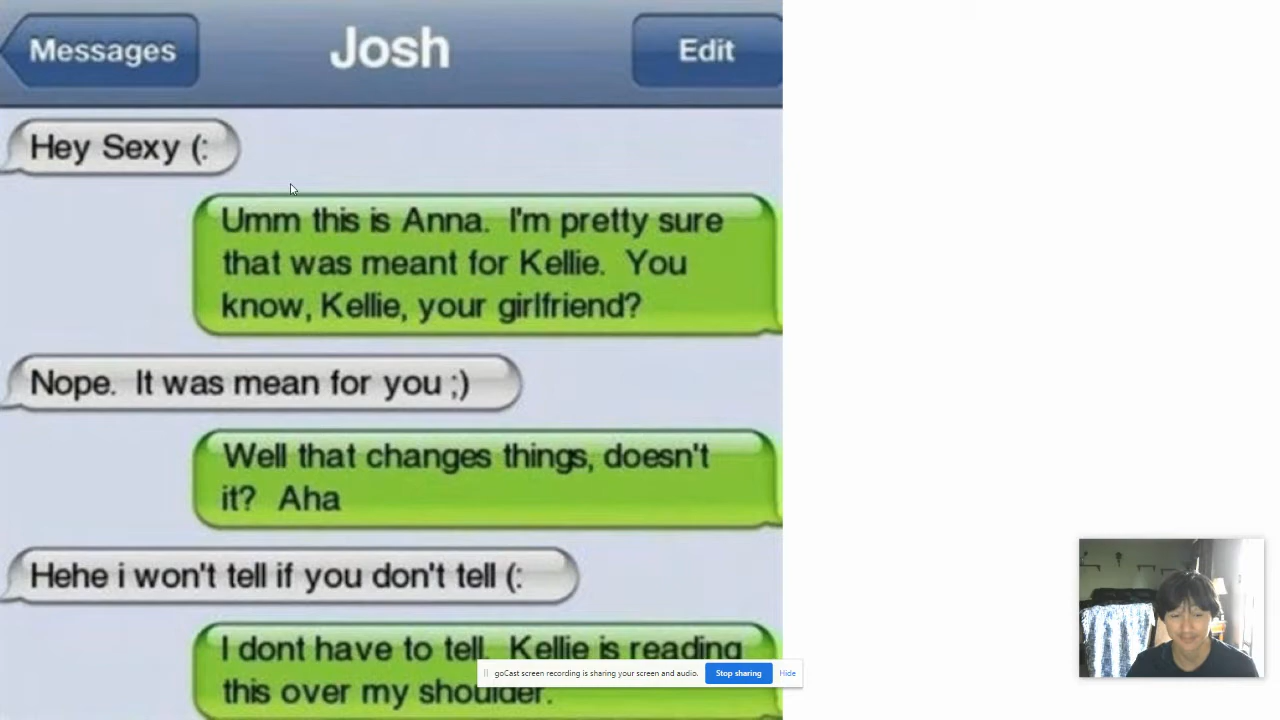 Messages
Josh
Edit
Hey Sexy (:
Umm this is Anna.  I'm pretty sure
that was meant for Kellie.  You
know, Kellie, your girlfriend?
Nope.  It was mean for you ;)
Well that changes things, doesn't
it?  Aha
Hehe i won't tell if you don't tell (:
I dont have to tell.  Kellie is reading
this over my shoulder.
goCast screen recording is sharing your screen and audio.
Stop sharing
Hide